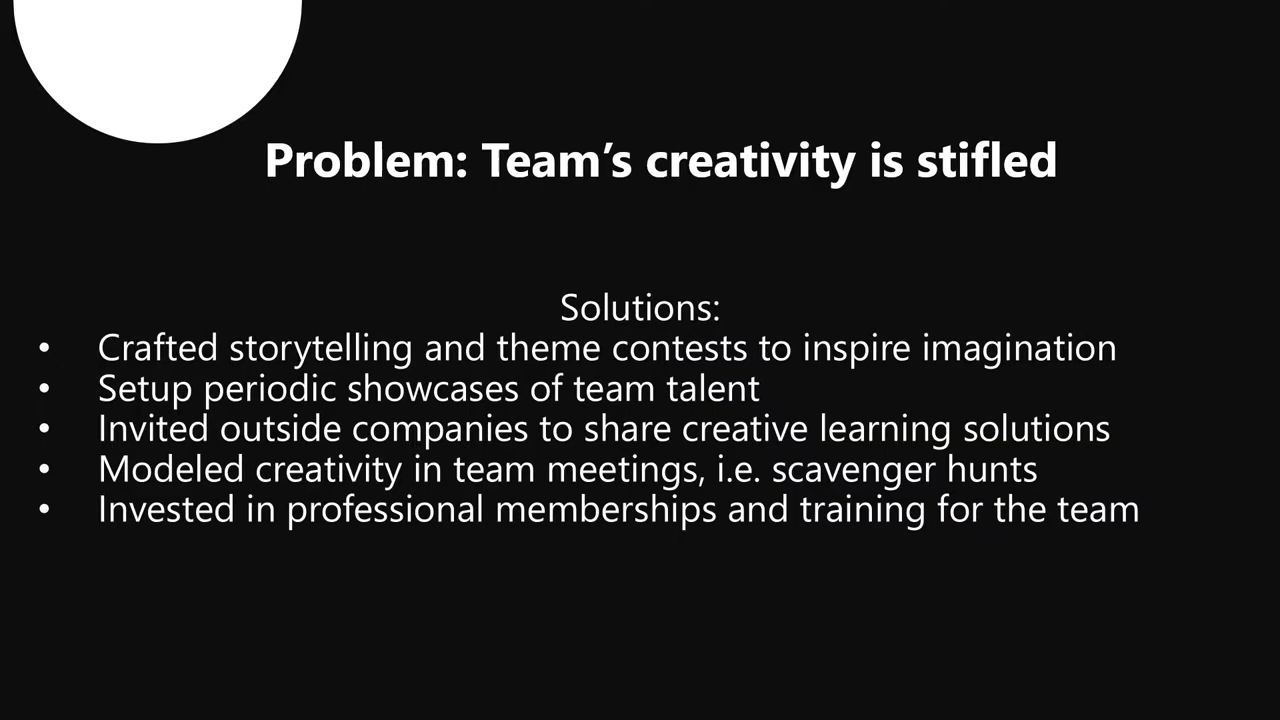 Problem: Team’s creativity is stifled
Solutions:
• Crafted storytelling and theme contests to inspire imagination
• Setup periodic showcases of team talent
• Invited outside companies to share creative learning solutions
• Modeled creativity in team meetings, i.e. scavenger hunts
• Invested in professional memberships and training for the team